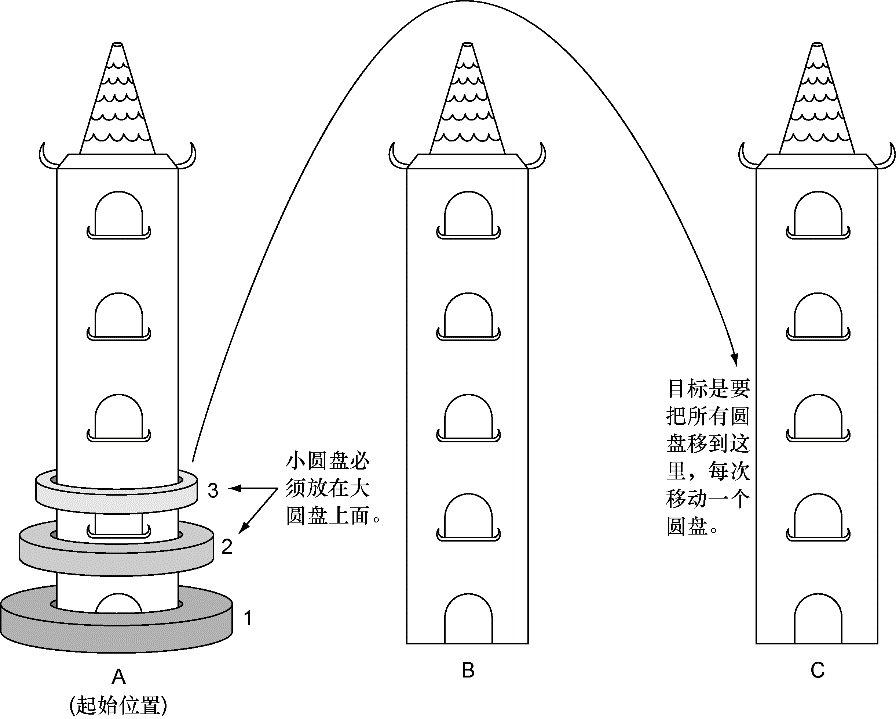 目标是要
把所有圆
盘移到这
里，每次
移动一个
圆盘。
小圆盘必
须放在大
圆盘上面。
3
2
1
A
(起始位置)
B
C